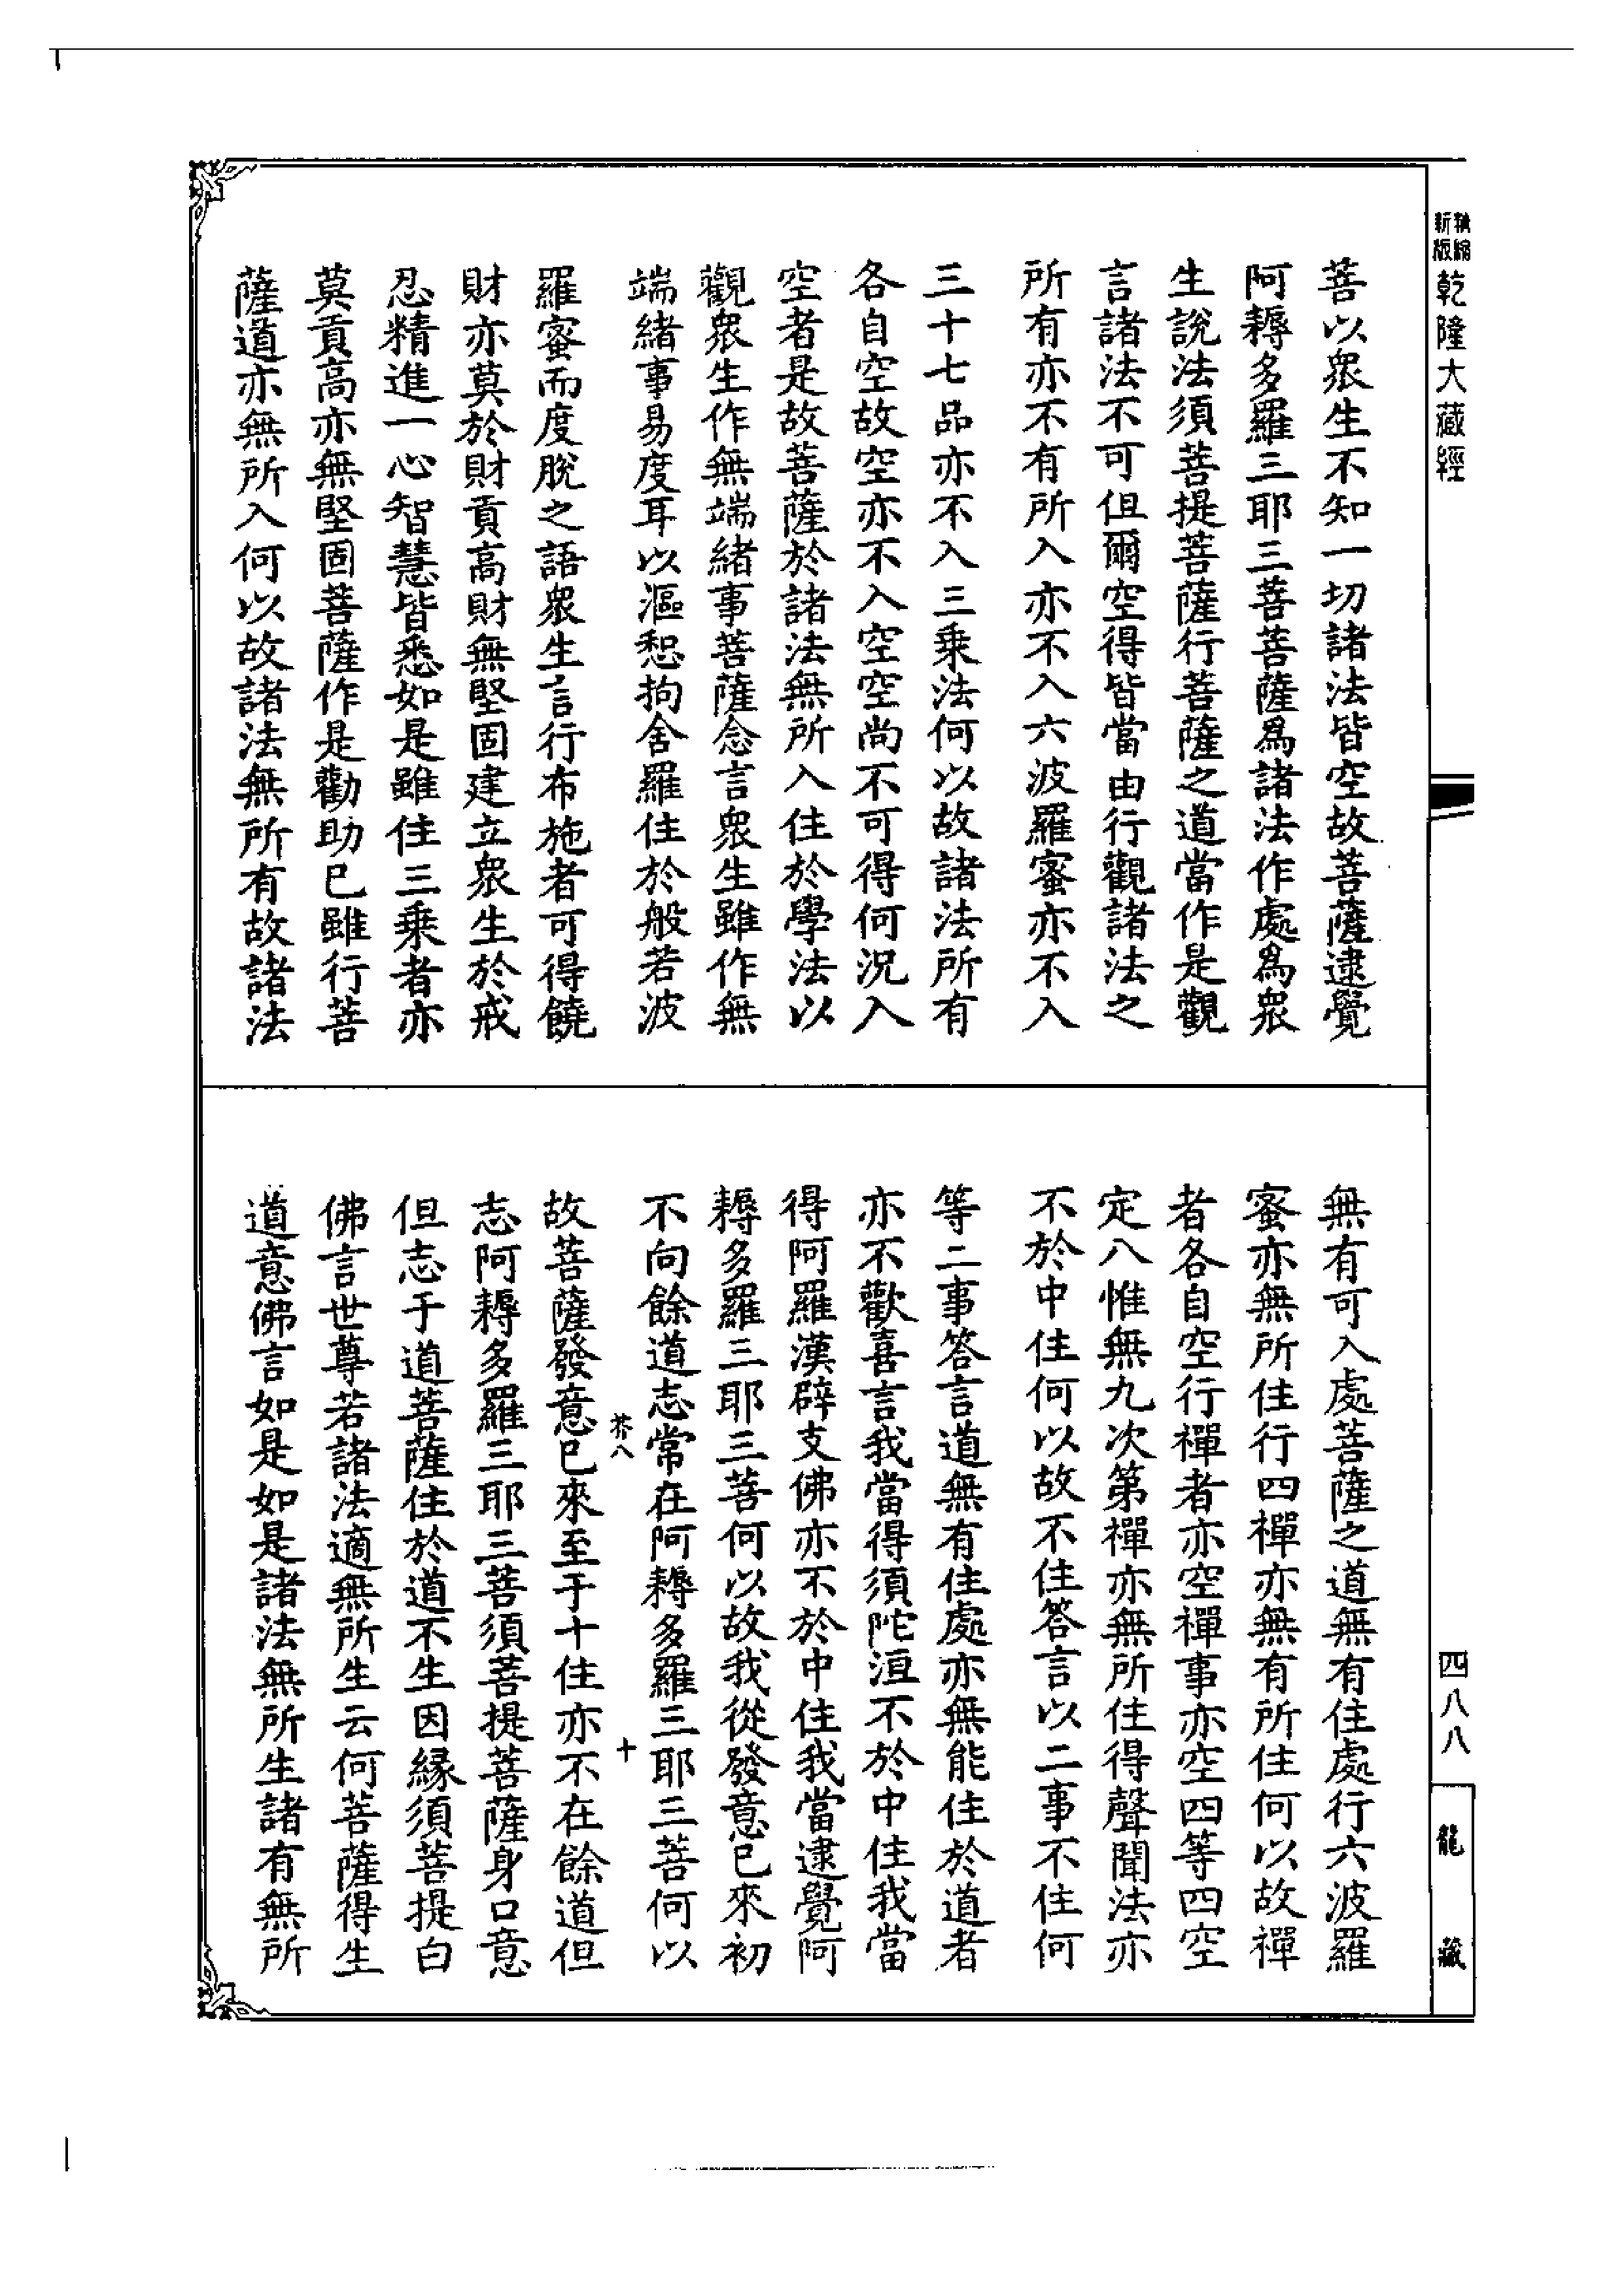 精縮新版乾隆大藏經
菩以衆生不知一切諸法皆空故菩薩逮覺
阿耨多羅三耶三菩菩薩爲諸法作處爲衆
生說法須菩提菩薩行菩薩之道當作是觀
言諸法不可但爾空得皆當由行觀諸法之
所有亦不有所入亦不入六波羅蜜亦不入
三十七品亦不入三乘法何以故諸法所有
各自空故空亦不入空空尚不可得何況入
空者是故菩薩於諸法無所入住於學法以
觀衆生作無端緒事菩薩念言衆生雖作無
端緒事易度耳以漚惒拘舍羅住於般若波
羅蜜而度脫之語衆生言行布施者可得饒
財亦莫於財貢高財無堅固建立衆生於戒
忍精進一心智慧皆悉如是雖住三乘者亦
莫貢高亦無堅固菩薩作是勸助已雖行菩
薩道亦無所入何以故諸法無所有故諸法
無有可入處菩薩之道無有住處行六波羅
蜜亦無所住行四禪亦無有所住何以故禪
者各自空行禪者亦空禪事亦空四等四空
定八惟無九次第禪亦無所住得聲聞法亦
不於中住何以故不住答言以二事不住何
等二事答言道無有住處亦無能住於道者
亦不歡喜言我當得須陀洹不於中住我當
得阿羅漢辟支佛亦不於中住我當逮覺阿
耨多羅三耶三菩何以故我從發意已來初
不向餘道志常在阿耨多羅三耶三菩何以
芥八
十
故菩薩發意已來至于十住亦不在餘道但
志阿耨多羅三耶三菩須菩提菩薩身口意
但志于道菩薩住於道不生因緣須菩提白
佛言世尊若諸法適無所生云何菩薩得生
道意佛言如是如是諸法無所生諸有無所
四八八
龍藏